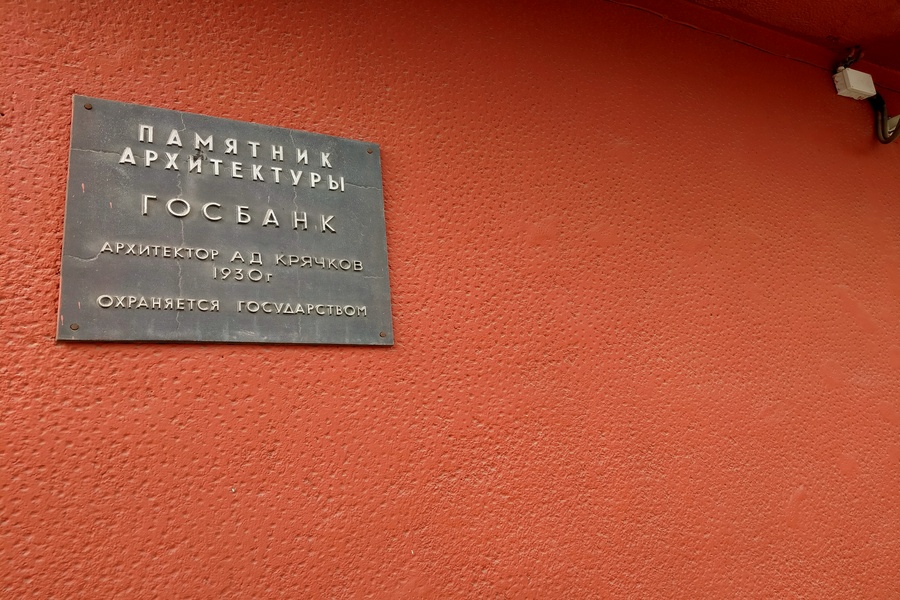 ПАМЯТНИК
АРХИТЕКТУРЫ
ГОСБАНК
АРХИТЕКТОР АД КРЯЧКОВ
1930г
ОХРАНЯЕТСЯ ГОСУДАРСТВОМ